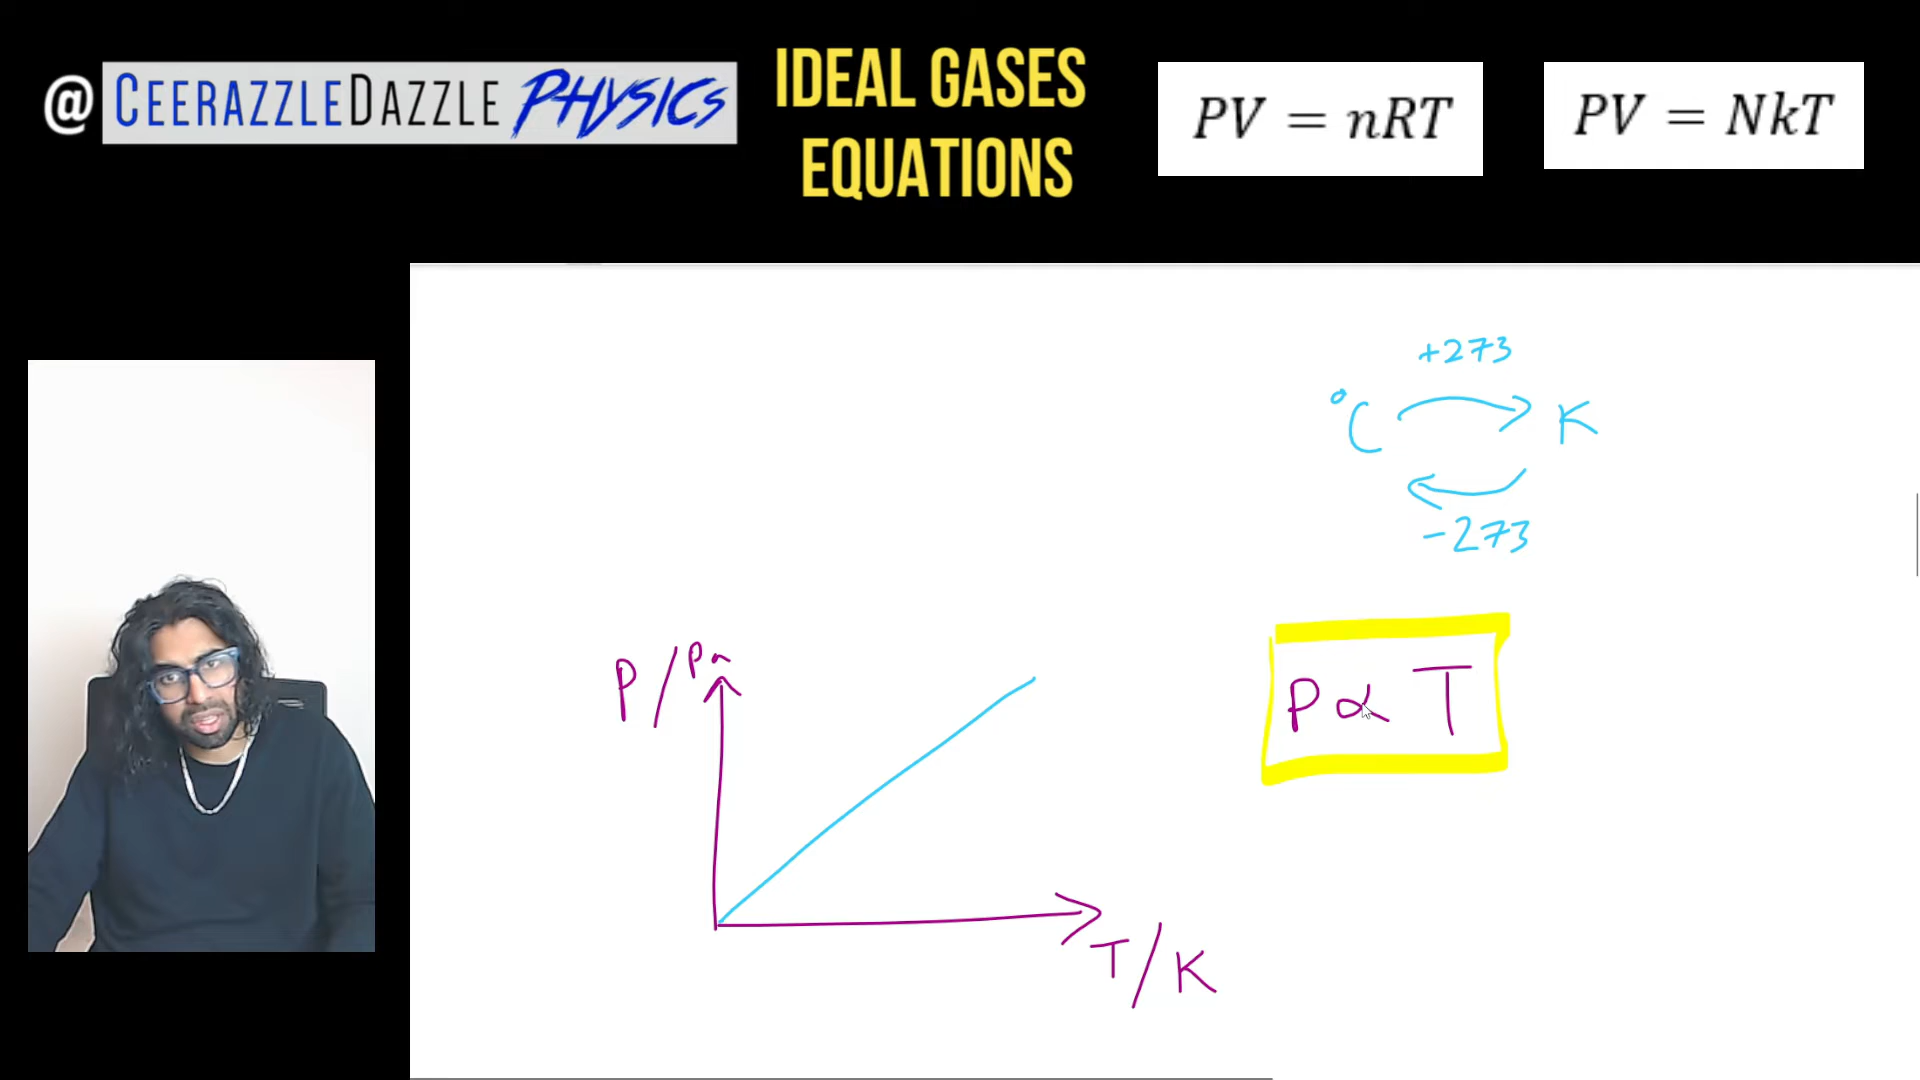 @ CEERAZZLEDAZZLE PHYSICS
IDEAL GASES
EQUATIONS
PV = nRT
PV = NkT
+273
°C K
-273
P/Pa
P ∝ T
T/K